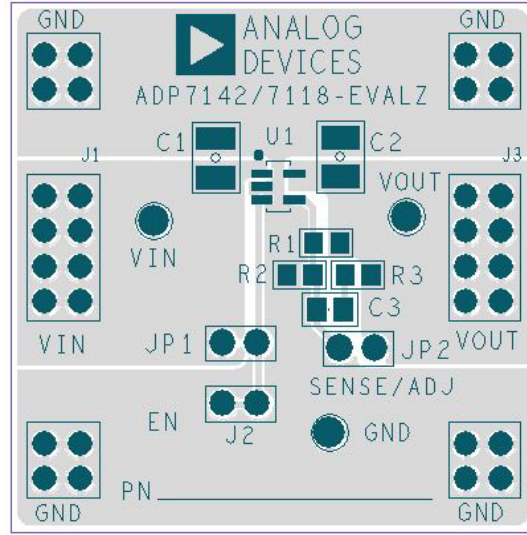 GND
ANALOG
GND
DEVICES
ADP7142/7118-EVALZ
C1
U1
C2
J1
J3
VOUT
R1
VIN
R2
R3
C3
VIN
JP1
JP2
VOUT
SENSE/ADJ
EN
J2
GND
PN
GND
GND